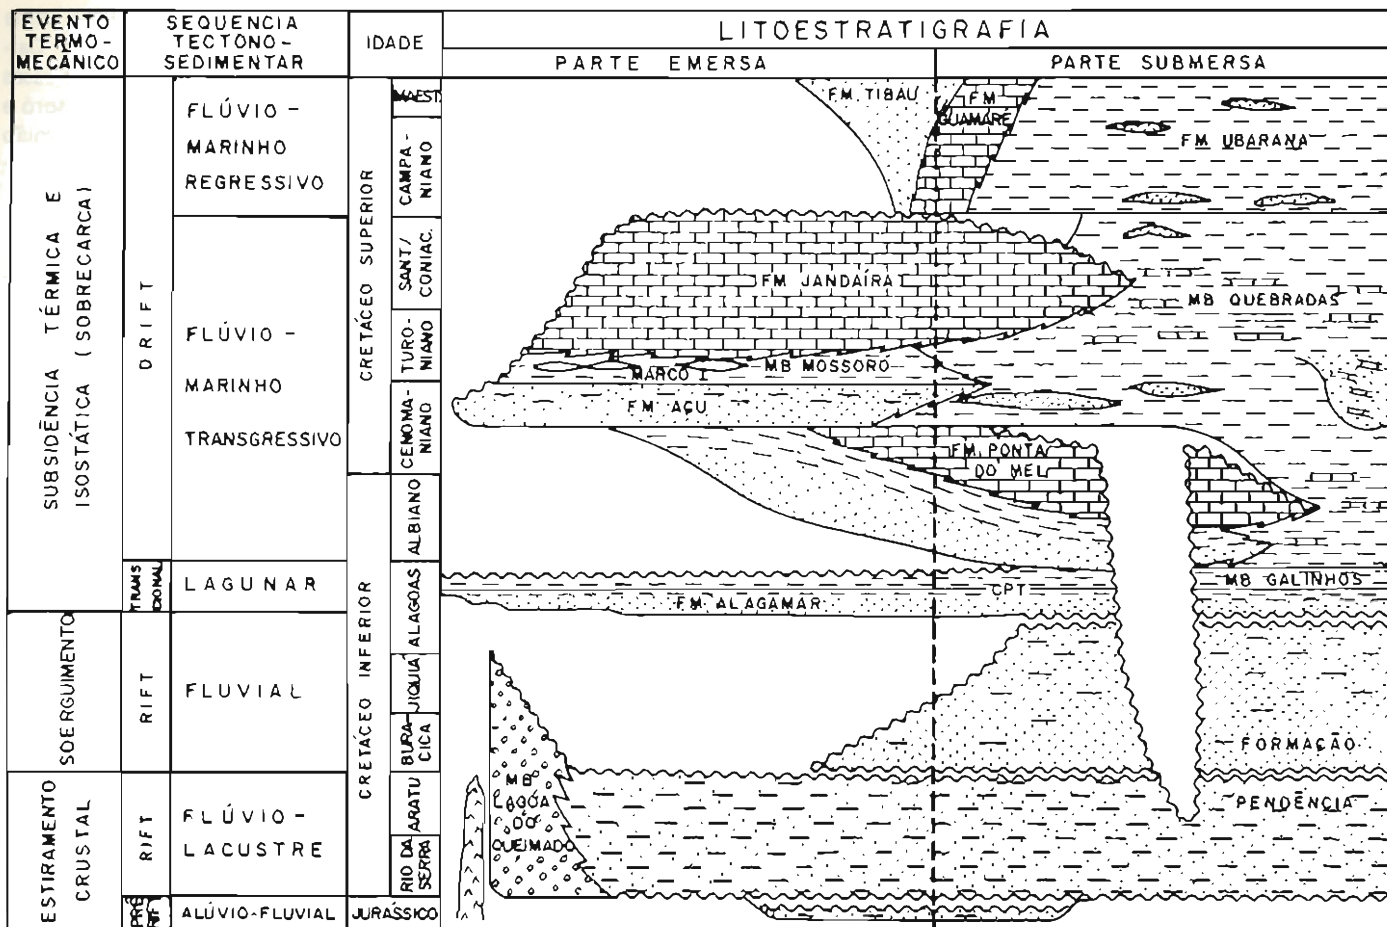 EVENTO
TERMO-
MECÂNICO
SEQUENCIA
TECTONO-
SEDIMENTAR
IDADE
LITOESTRATIGRAFIA
PARTE EMERSA
PARTE SUBMERSA
SUBSIDÊNCIA TÉRMICA E
ISOSTÁTICA (SOBRECARCA)
SOERGUIMENTO
ESTIRAMENTO
CRUSTAL
DRIFT
TRANS
CIONAL
RIFT
RIFT
PRÉ
RIFT
FLÚVIO -
MARINHO
REGRESSIVO
FLÚVIO -
MARINHO
TRANSGRESSIVO
LAGUNAR
FLUVIAL
FLÚVIO -
LACUSTRE
ALÚVIO-FLUVIAL
CRETÁCEO SUPERIOR
CRETÁCEO INFERIOR
JURÁSSICO
MAEST.
CAMPA-
NIANO
SANT/
CONIAC.
TURO-
NIANO
CENOMA-
NIANO
ALBIANO
ALAGOAS
JIQUIÁ
BURA-
CICA
ARATU
RIO DA
SERRA
FM TIBAU
FM
GUAMARÉ
FM UBARANA
FM JANDAÍRA
MB QUEBRADAS
MB MOSSORÓ
MARCO I
FM AÇU
FM PONTA
DO MEL
MB GALINHOS
CPT
FM ALAGAMAR
FORMAÇÃO
PENDÊNCIA
MB
LAGOA
DO
QUEIMADO